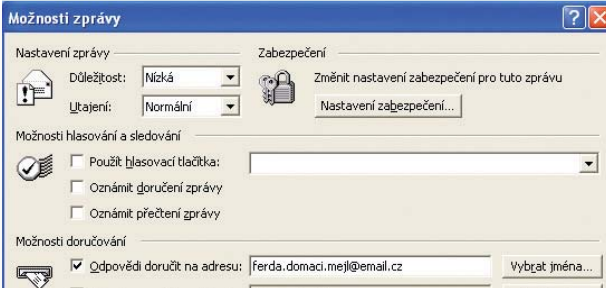 Možnosti zprávy
Nastavení zprávy
Zabezpečení
Důležitost: Nízká
Změnit nastavení zabezpečení pro tuto zprávu
Utajení: Normální
Nastavení zabezpečení...
Možnosti hlasování a sledování
Použít hlasovací tlačítka:
Oznámit doručení zprávy
Oznámit přečtení zprávy
Možnosti doručování
Odpovědi doručit na adresu: ferda.domaci.mejl@email.cz Vybrat jména...